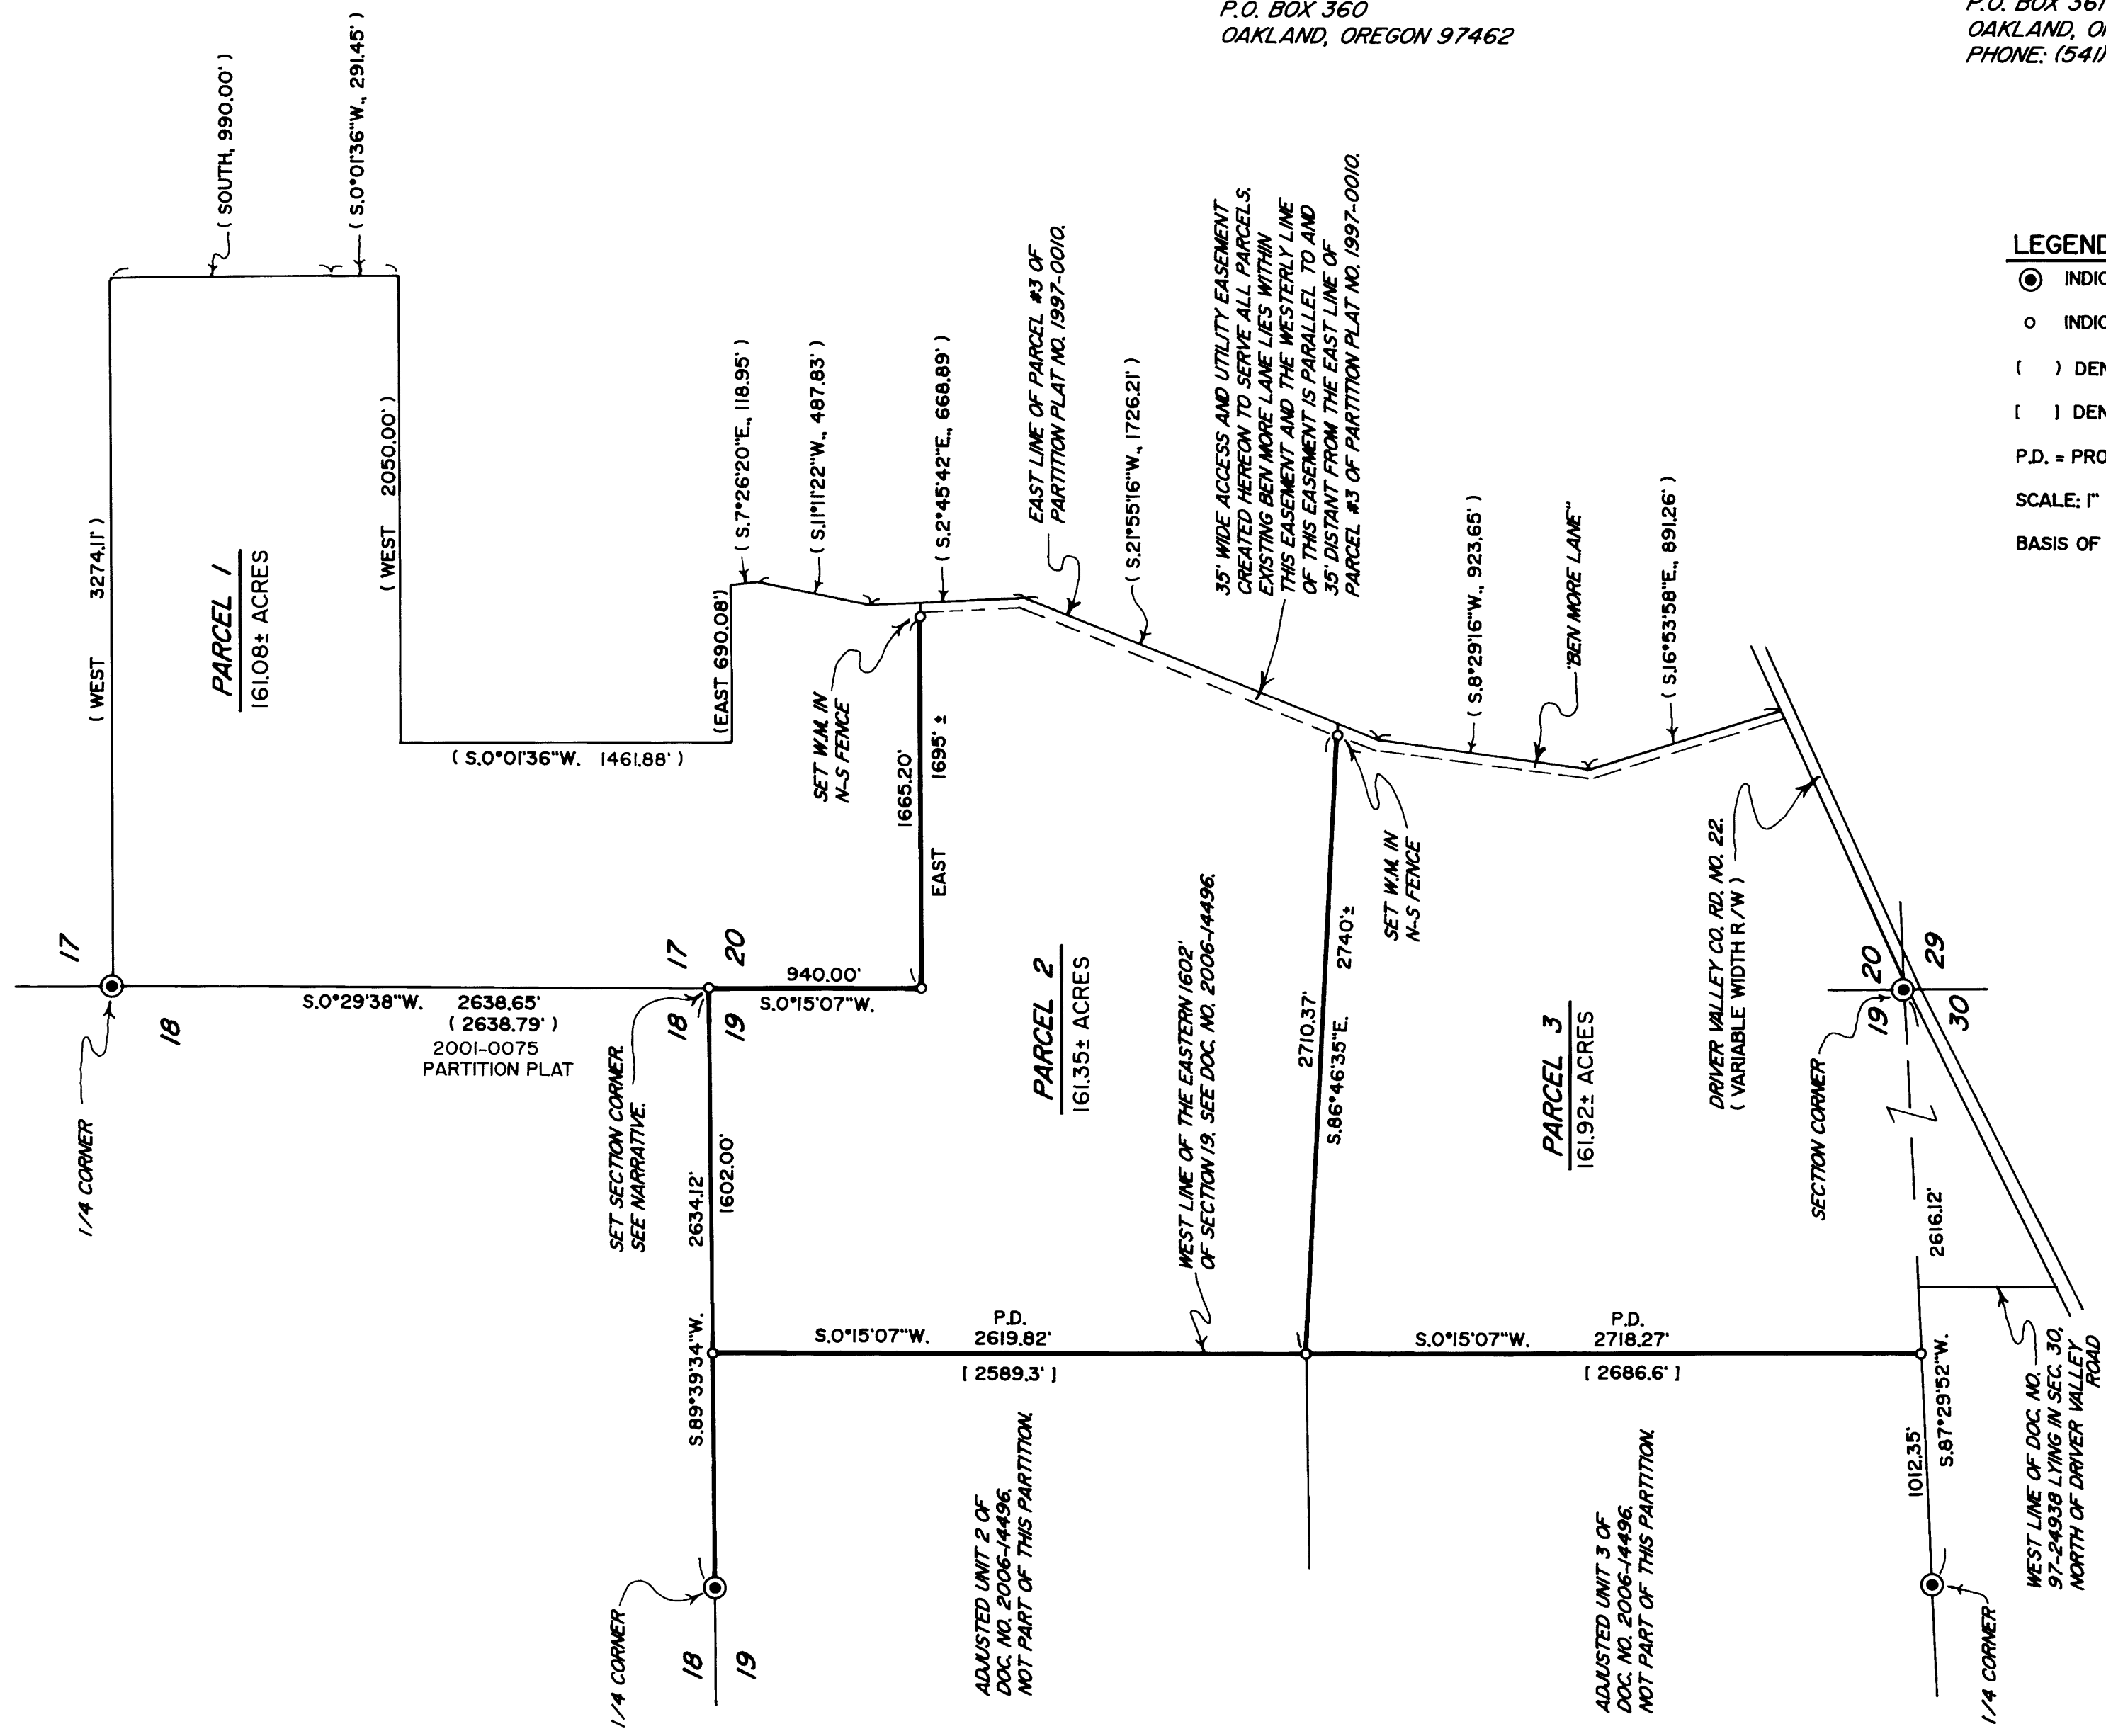 P.O. BOX 360
OAKLAND, OREGON 97462
P.O. BOX 361
OAKLAND, O
PHONE: (541)
( SOUTH, 990.00' )
( S.0°01'36"W., 291.45' )
( WEST 3274.11' )
PARCEL 1
161.08± ACRES
( WEST 2050.00' )
( S.0°01'36"W. 1461.88' )
(EAST 690.08')
( S.7°26'20"E., 118.95' )
( S.11°11'22"W., 487.83' )
( S.2°45'42"E., 668.89' )
EAST LINE OF PARCEL #3 OF
PARTITION PLAT NO. 1997-0010.
( S.21°55'16"W., 1726.21' )
35' WIDE ACCESS AND UTILITY EASEMENT
CREATED HEREON TO SERVE ALL PARCELS.
EXISTING BEN MORE LANE LIES WITHIN
THIS EASEMENT AND THE WESTERLY LINE
OF THIS EASEMENT IS PARALLEL TO AND
35' DISTANT FROM THE EAST LINE OF
PARCEL #3 OF PARTITION PLAT NO. 1997-0010.
( S.8°29'16"W., 923.65' )
"BEN MORE LANE"
( S.16°53'58"E., 891.26' )
LEGEND
INDIC
INDIC
( ) DEN
[ ] DEN
P.D. = PRO
SCALE: 1"
BASIS OF
SET W.M. IN
N-S FENCE
1665.20'
EAST 1695' ±
17
18
1/4 CORNER
S.0°29'38"W. 2638.65'
( 2638.79' )
2001-0075
PARTITION PLAT
17
20
18
19
940.00'
S.0°15'07"W.
SET SECTION CORNER.
SEE NARRATIVE.
S.89°39'34"W. 2634.12'
1602.00'
PARCEL 2
161.35± ACRES
WEST LINE OF THE EASTERN 1602'
OF SECTION 19. SEE DOC. NO. 2006-14496.
2710.37'
S.86°46'35"E. 2740'±
SET W.M. IN
N-S FENCE
PARCEL 3
161.92± ACRES
DRIVER VALLEY CO. RD. NO. 22.
( VARIABLE WIDTH R/W )
SECTION CORNER
20
29
19
30
2616.12'
P.D.
S.0°15'07"W. 2619.82'
[ 2589.3' ]
P.D.
S.0°15'07"W. 2718.27'
[ 2686.6' ]
1012.35'
S.87°29'52"W.
WEST LINE OF DOC. NO.
97-24938 LYING IN SEC. 30,
NORTH OF DRIVER VALLEY
ROAD
1/4 CORNER
18
19
ADJUSTED UNIT 2 OF
DOC. NO. 2006-14496.
NOT PART OF THIS PARTITION.
ADJUSTED UNIT 3 OF
DOC. NO. 2006-14496.
NOT PART OF THIS PARTITION.
1/4 CORNER